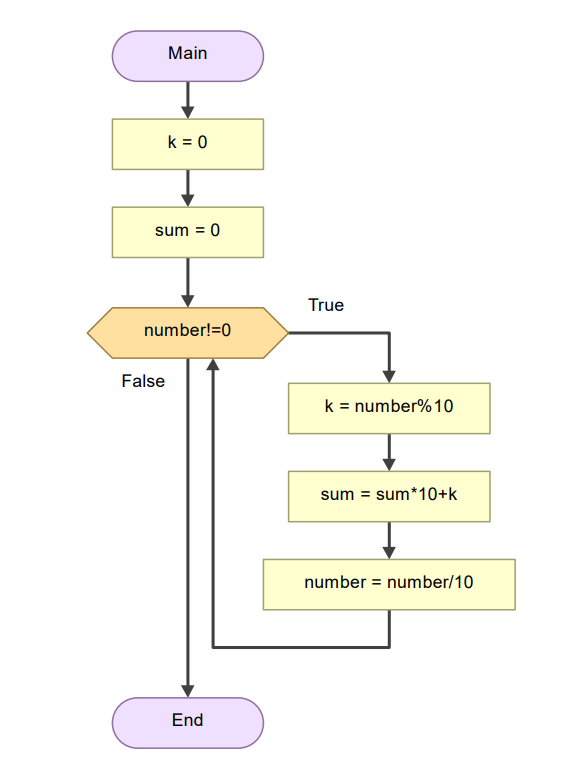 Main
k = 0
sum = 0
number!=0
True
False
k = number%10
sum = sum*10+k
number = number/10
End